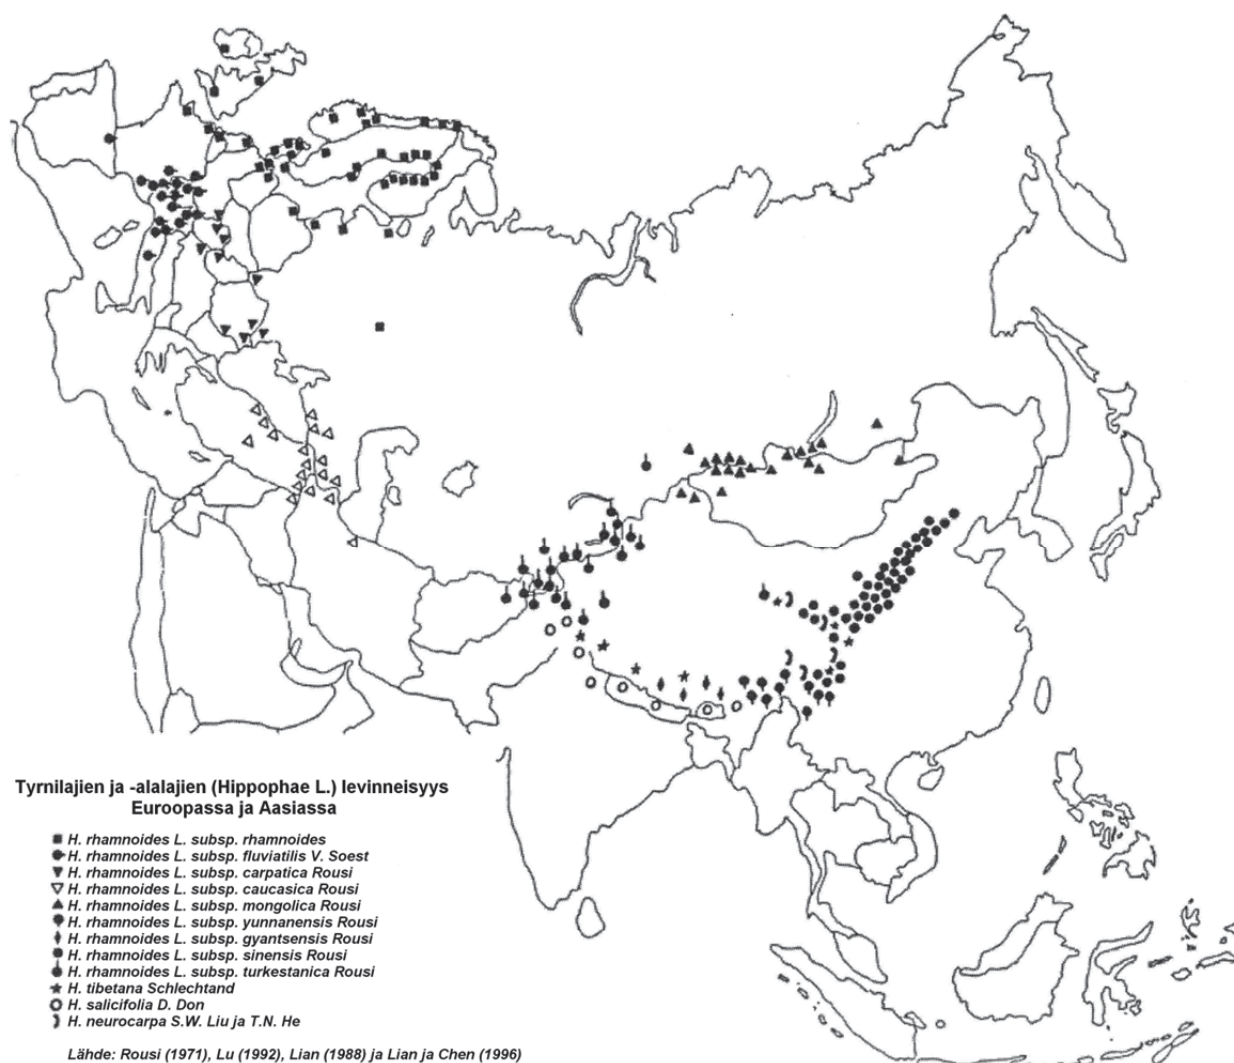 Tyrnilajien ja -alalajien (Hippophae L.) levinneisyys
Euroopassa ja Aasiassa
H. rhamnoides L. subsp. rhamnoides
H. rhamnoides L. subsp. fluviatilis V. Soest
H. rhamnoides L. subsp. carpatica Rousi
H. rhamnoides L. subsp. caucasica Rousi
H. rhamnoides L. subsp. mongolica Rousi
H. rhamnoides L. subsp. yunnanensis Rousi
H. rhamnoides L. subsp. gyantsensis Rousi
H. rhamnoides L. subsp. sinensis Rousi
H. rhamnoides L. subsp. turkestanica Rousi
H. tibetana Schlechtand
H. salicifolia D. Don
H. neurocarpa S.W. Liu ja T.N. He
Lähde: Rousi (1971), Lu (1992), Lian (1988) ja Lian ja Chen (1996)